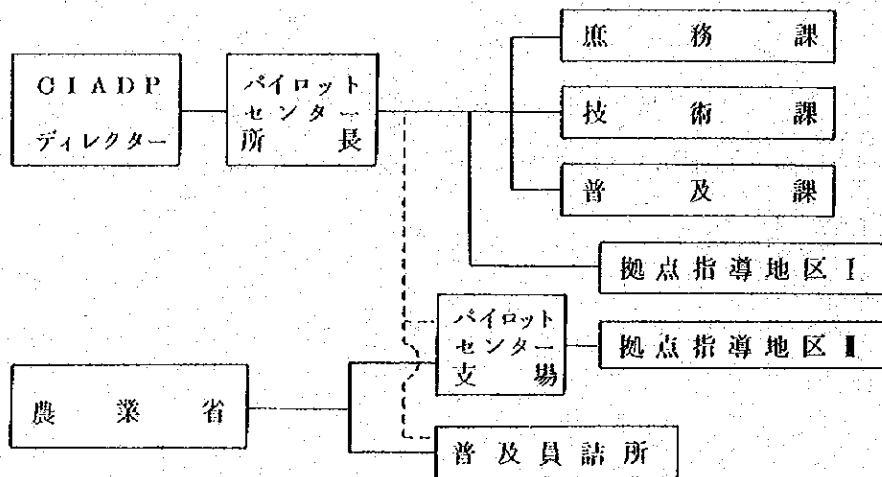 庶務課
CIADP
ディレクター
パイロット
センター
所長
技術課
普及課
拠点指導地区Ⅰ
パイロット
センター
支場
拠点指導地区Ⅱ
農業省
普及員詰所